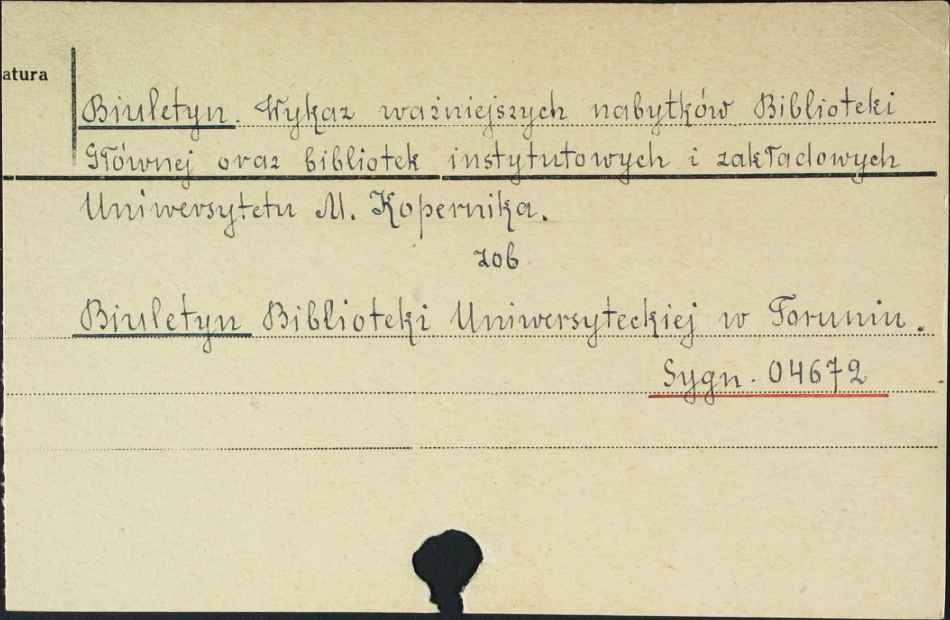 atura
Biuletyn. Wykaz ważniejszych nabytków Biblioteki
Głównej oraz bibliotek instytutowych i zakładowych
Uniwersytetu M. Kopernika.
zob
Biuletyn Biblioteki Uniwersyteckiej w Toruniu.
Sygn. 04672